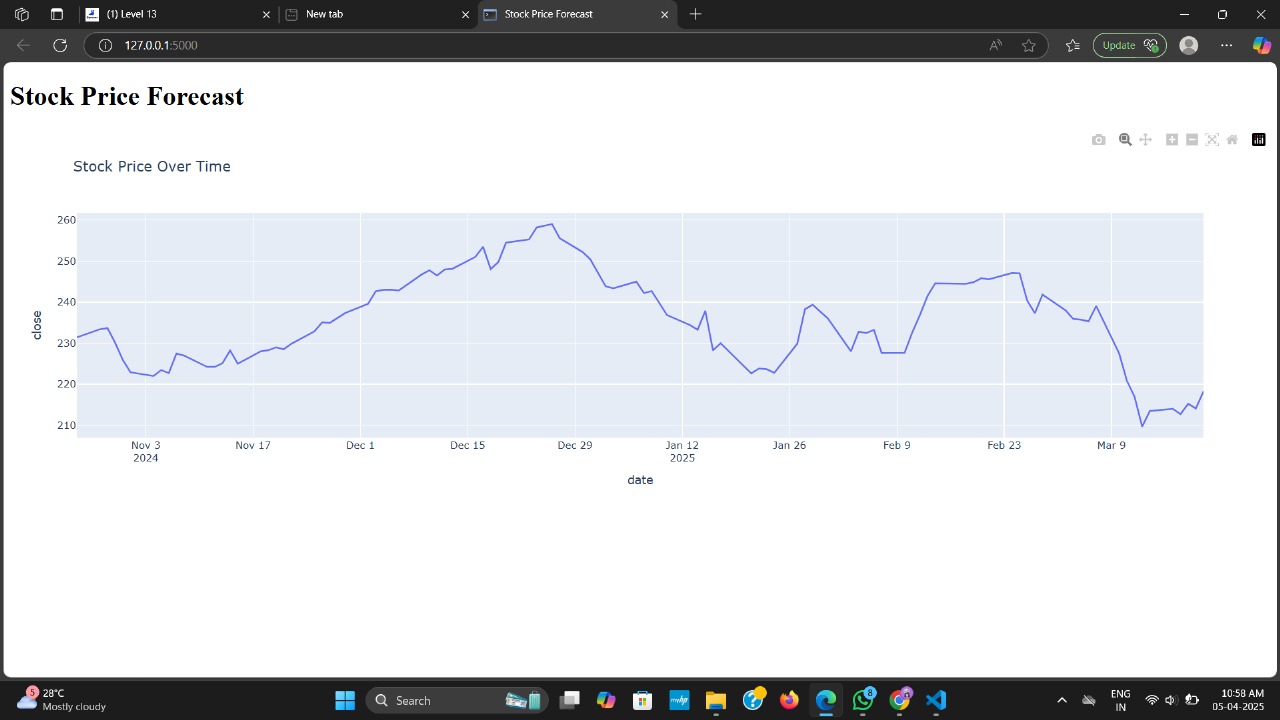 (1) Level 13
New tab
Stock Price Forecast
127.0.0.1:5000
Update
Stock Price Forecast
Stock Price Over Time
260
250
240
230
220
210
close
Nov 3
2024
Nov 17
Dec 1
Dec 15
Dec 29
Jan 12
2025
Jan 26
Feb 9
Feb 23
Mar 9
date
5
28°C
Mostly cloudy
Search
myhp
8
ENG
IN
10:58 AM
05-04-2025